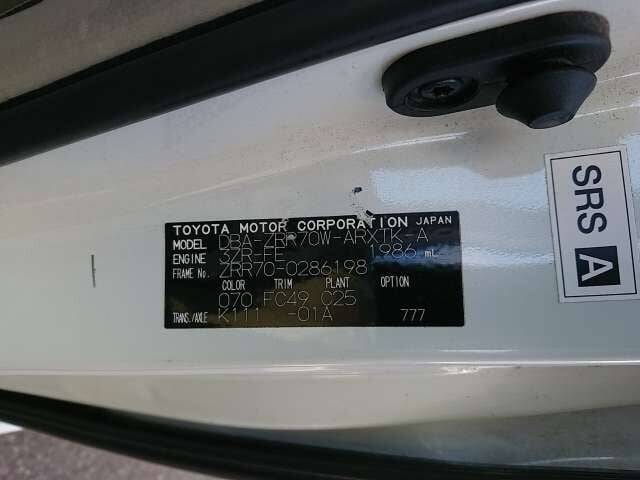 TOYOTA MOTOR CORPORATION JAPAN
MODEL DBA-ZRR70W-ARXTK-A
ENGINE 3ZR-FE 1986 mL
FRAME No. ZRR70-0286198
COLOR TRIM PLANT OPTION
070 FC49 C25
TRANS./AXLE K111 -01A 777
SRS A